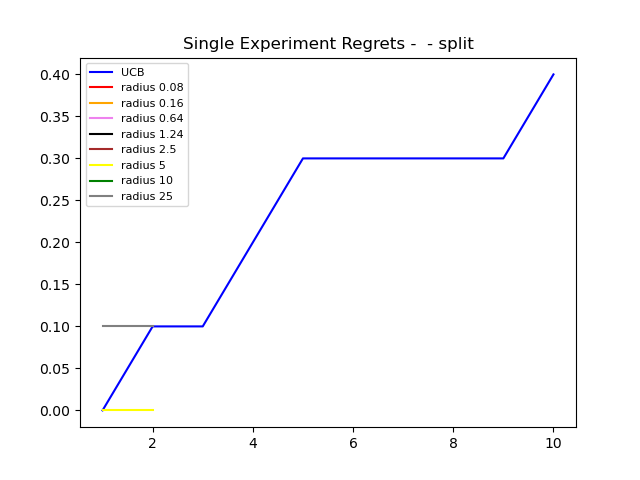 Single Experiment Regrets -  - split
0.40
0.35
0.30
0.25
0.20
0.15
0.10
0.05
0.00
UCB
radius 0.08
radius 0.16
radius 0.64
radius 1.24
radius 2.5
radius 5
radius 10
radius 25
2 4 6 8 10